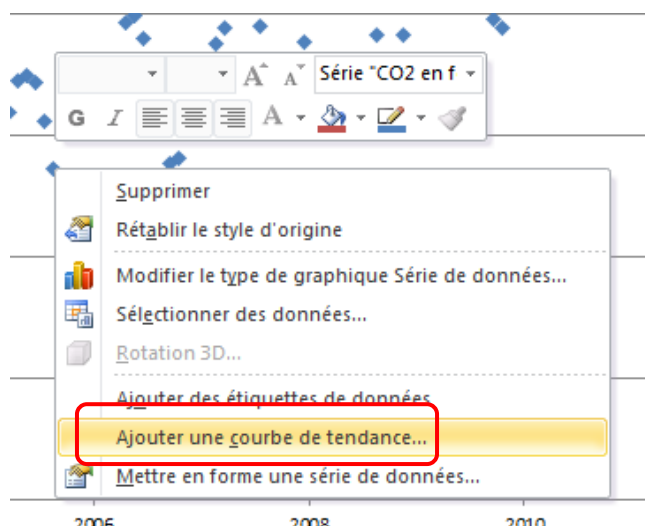 A A Série "CO2 en f
G I A
Supprimer
Rétablir le style d'origine
Modifier le type de graphique Série de données...
Sélectionner des données...
Rotation 3D...
Ajouter des étiquettes de données
Ajouter une courbe de tendance...
Mettre en forme une série de données...
2006 2008 2010